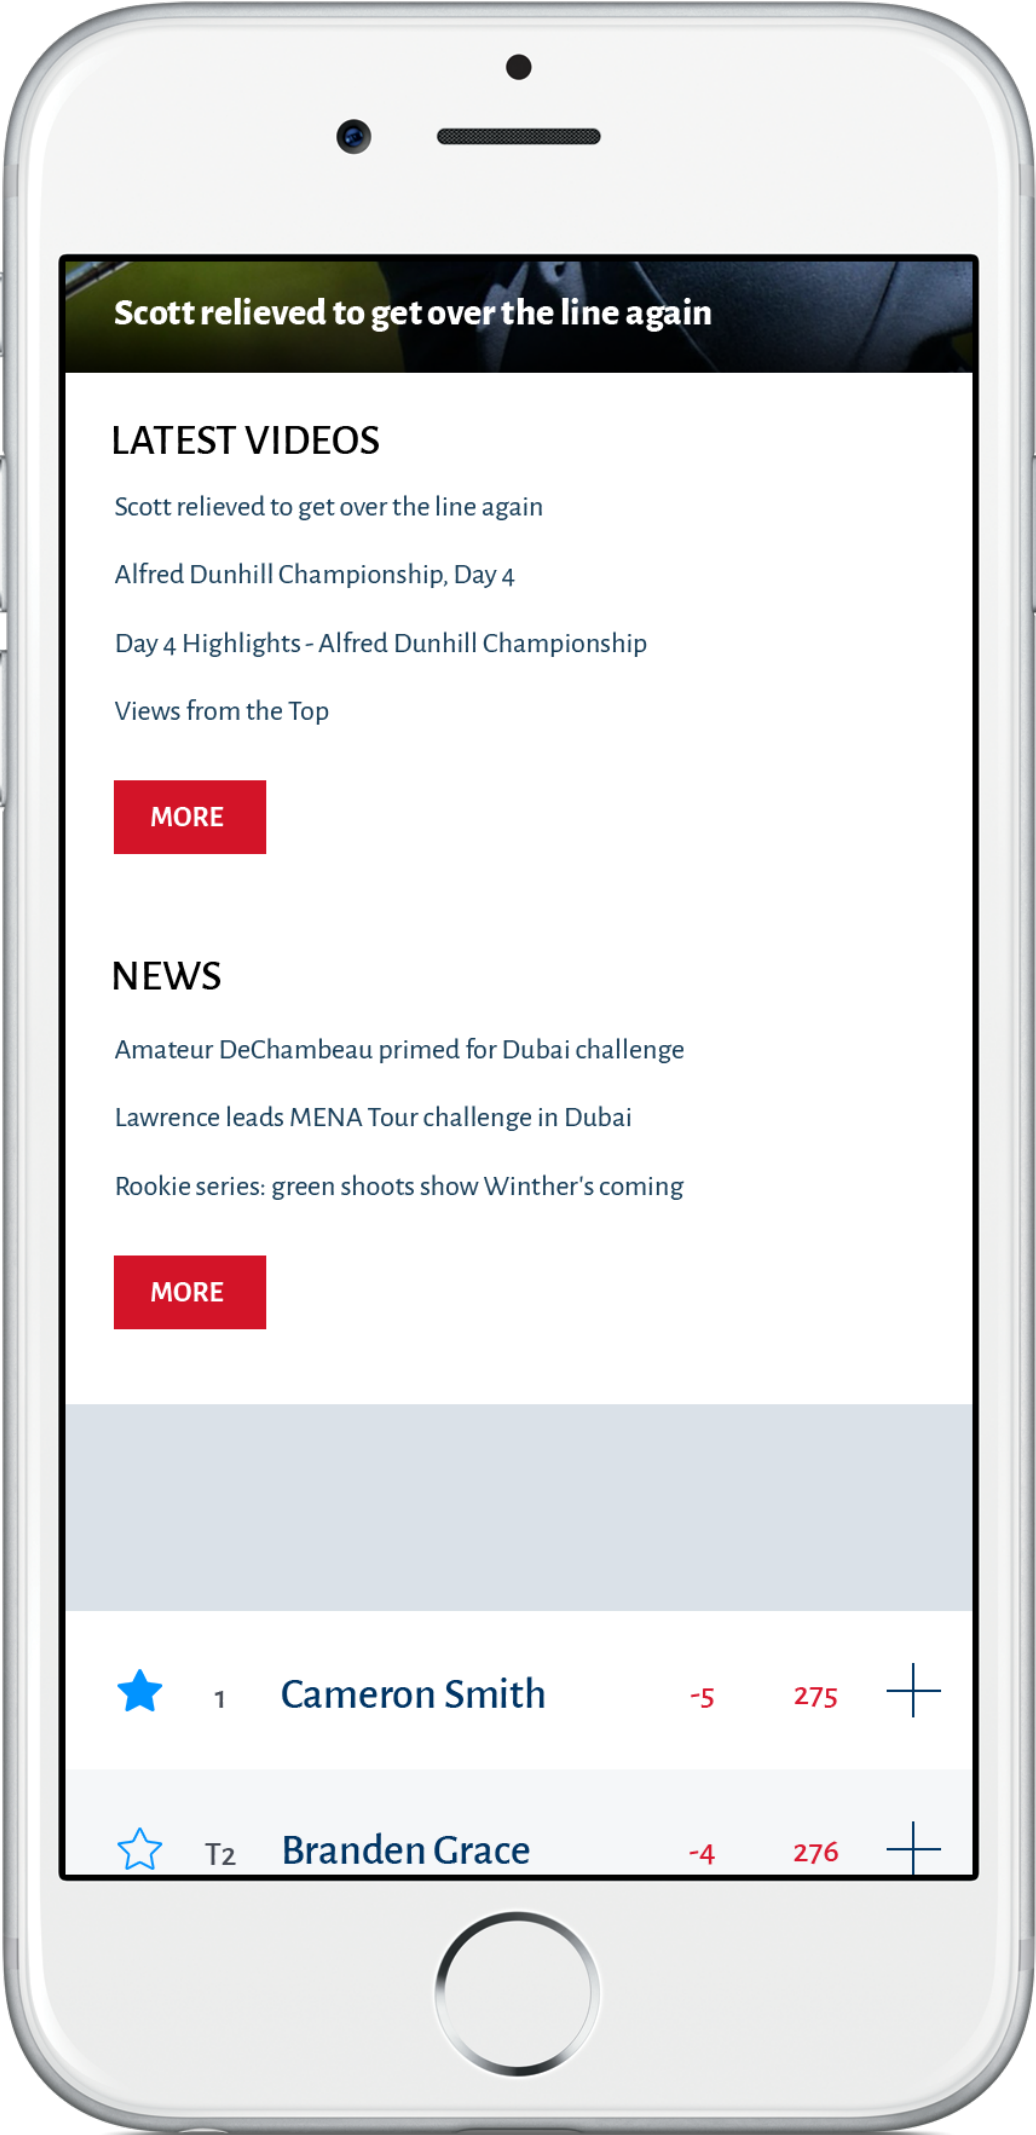 Scott relieved to get over the line again
LATEST VIDEOS
Scott relieved to get over the line again
Alfred Dunhill Championship, Day 4
Day 4 Highlights - Alfred Dunhill Championship
Views from the Top
MORE
NEWS
Amateur DeChambeau primed for Dubai challenge
Lawrence leads MENA Tour challenge in Dubai
Rookie series: green shoots show Winther's coming
MORE
1 Cameron Smith -5 275
T2 Branden Grace -4 276